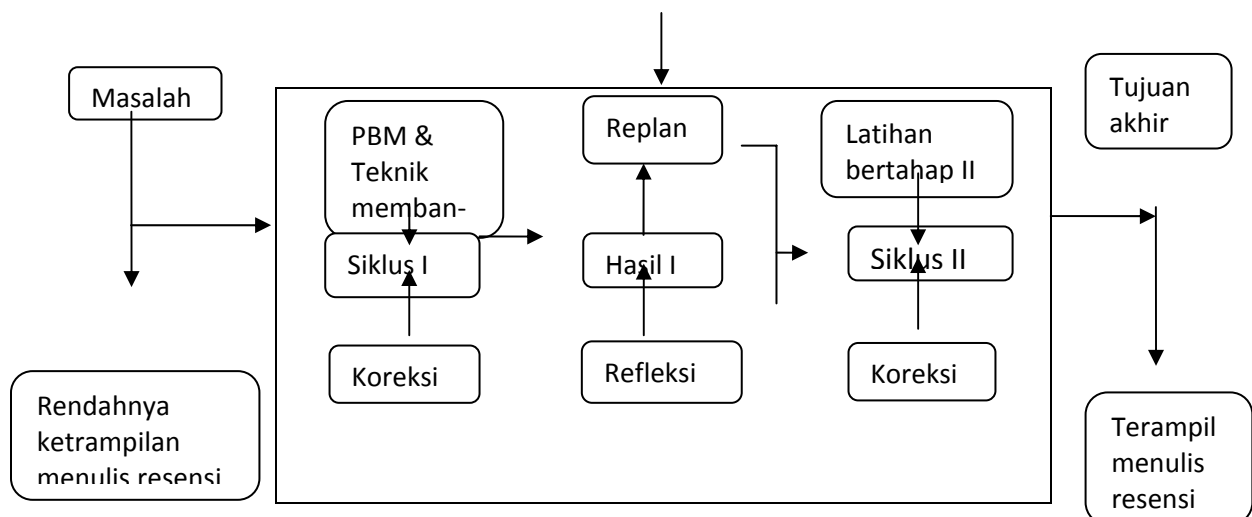 Masalah
Rendahnya
ketrampilan
menulis resensi
PBM &
Teknik
memban-
Siklus I
Koreksi
Replan
Hasil I
Refleksi
Latihan
bertahap II
Siklus II
Koreksi
Tujuan
akhir
Terampil
menulis
resensi